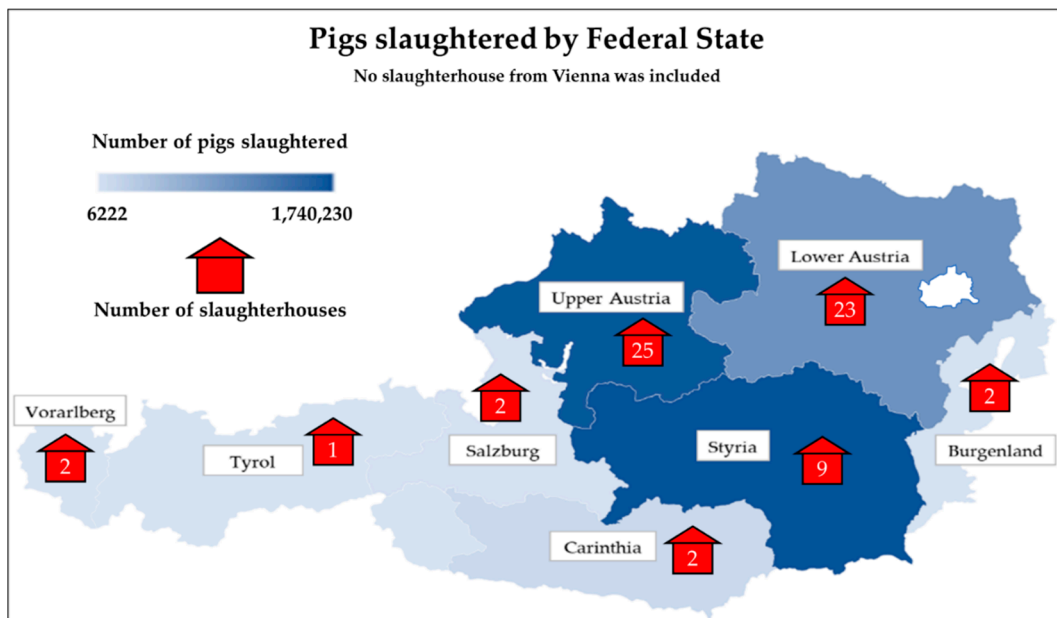 Pigs slaughtered by Federal State
No slaughterhouse from Vienna was included
Number of pigs slaughtered
6222 1,740,230
Number of slaughterhouses
Lower Austria
23
Upper Austria
25
Vorarlberg
2
Tyrol
1
2
Salzburg
Styria
9
2
Burgenland
Carinthia
2